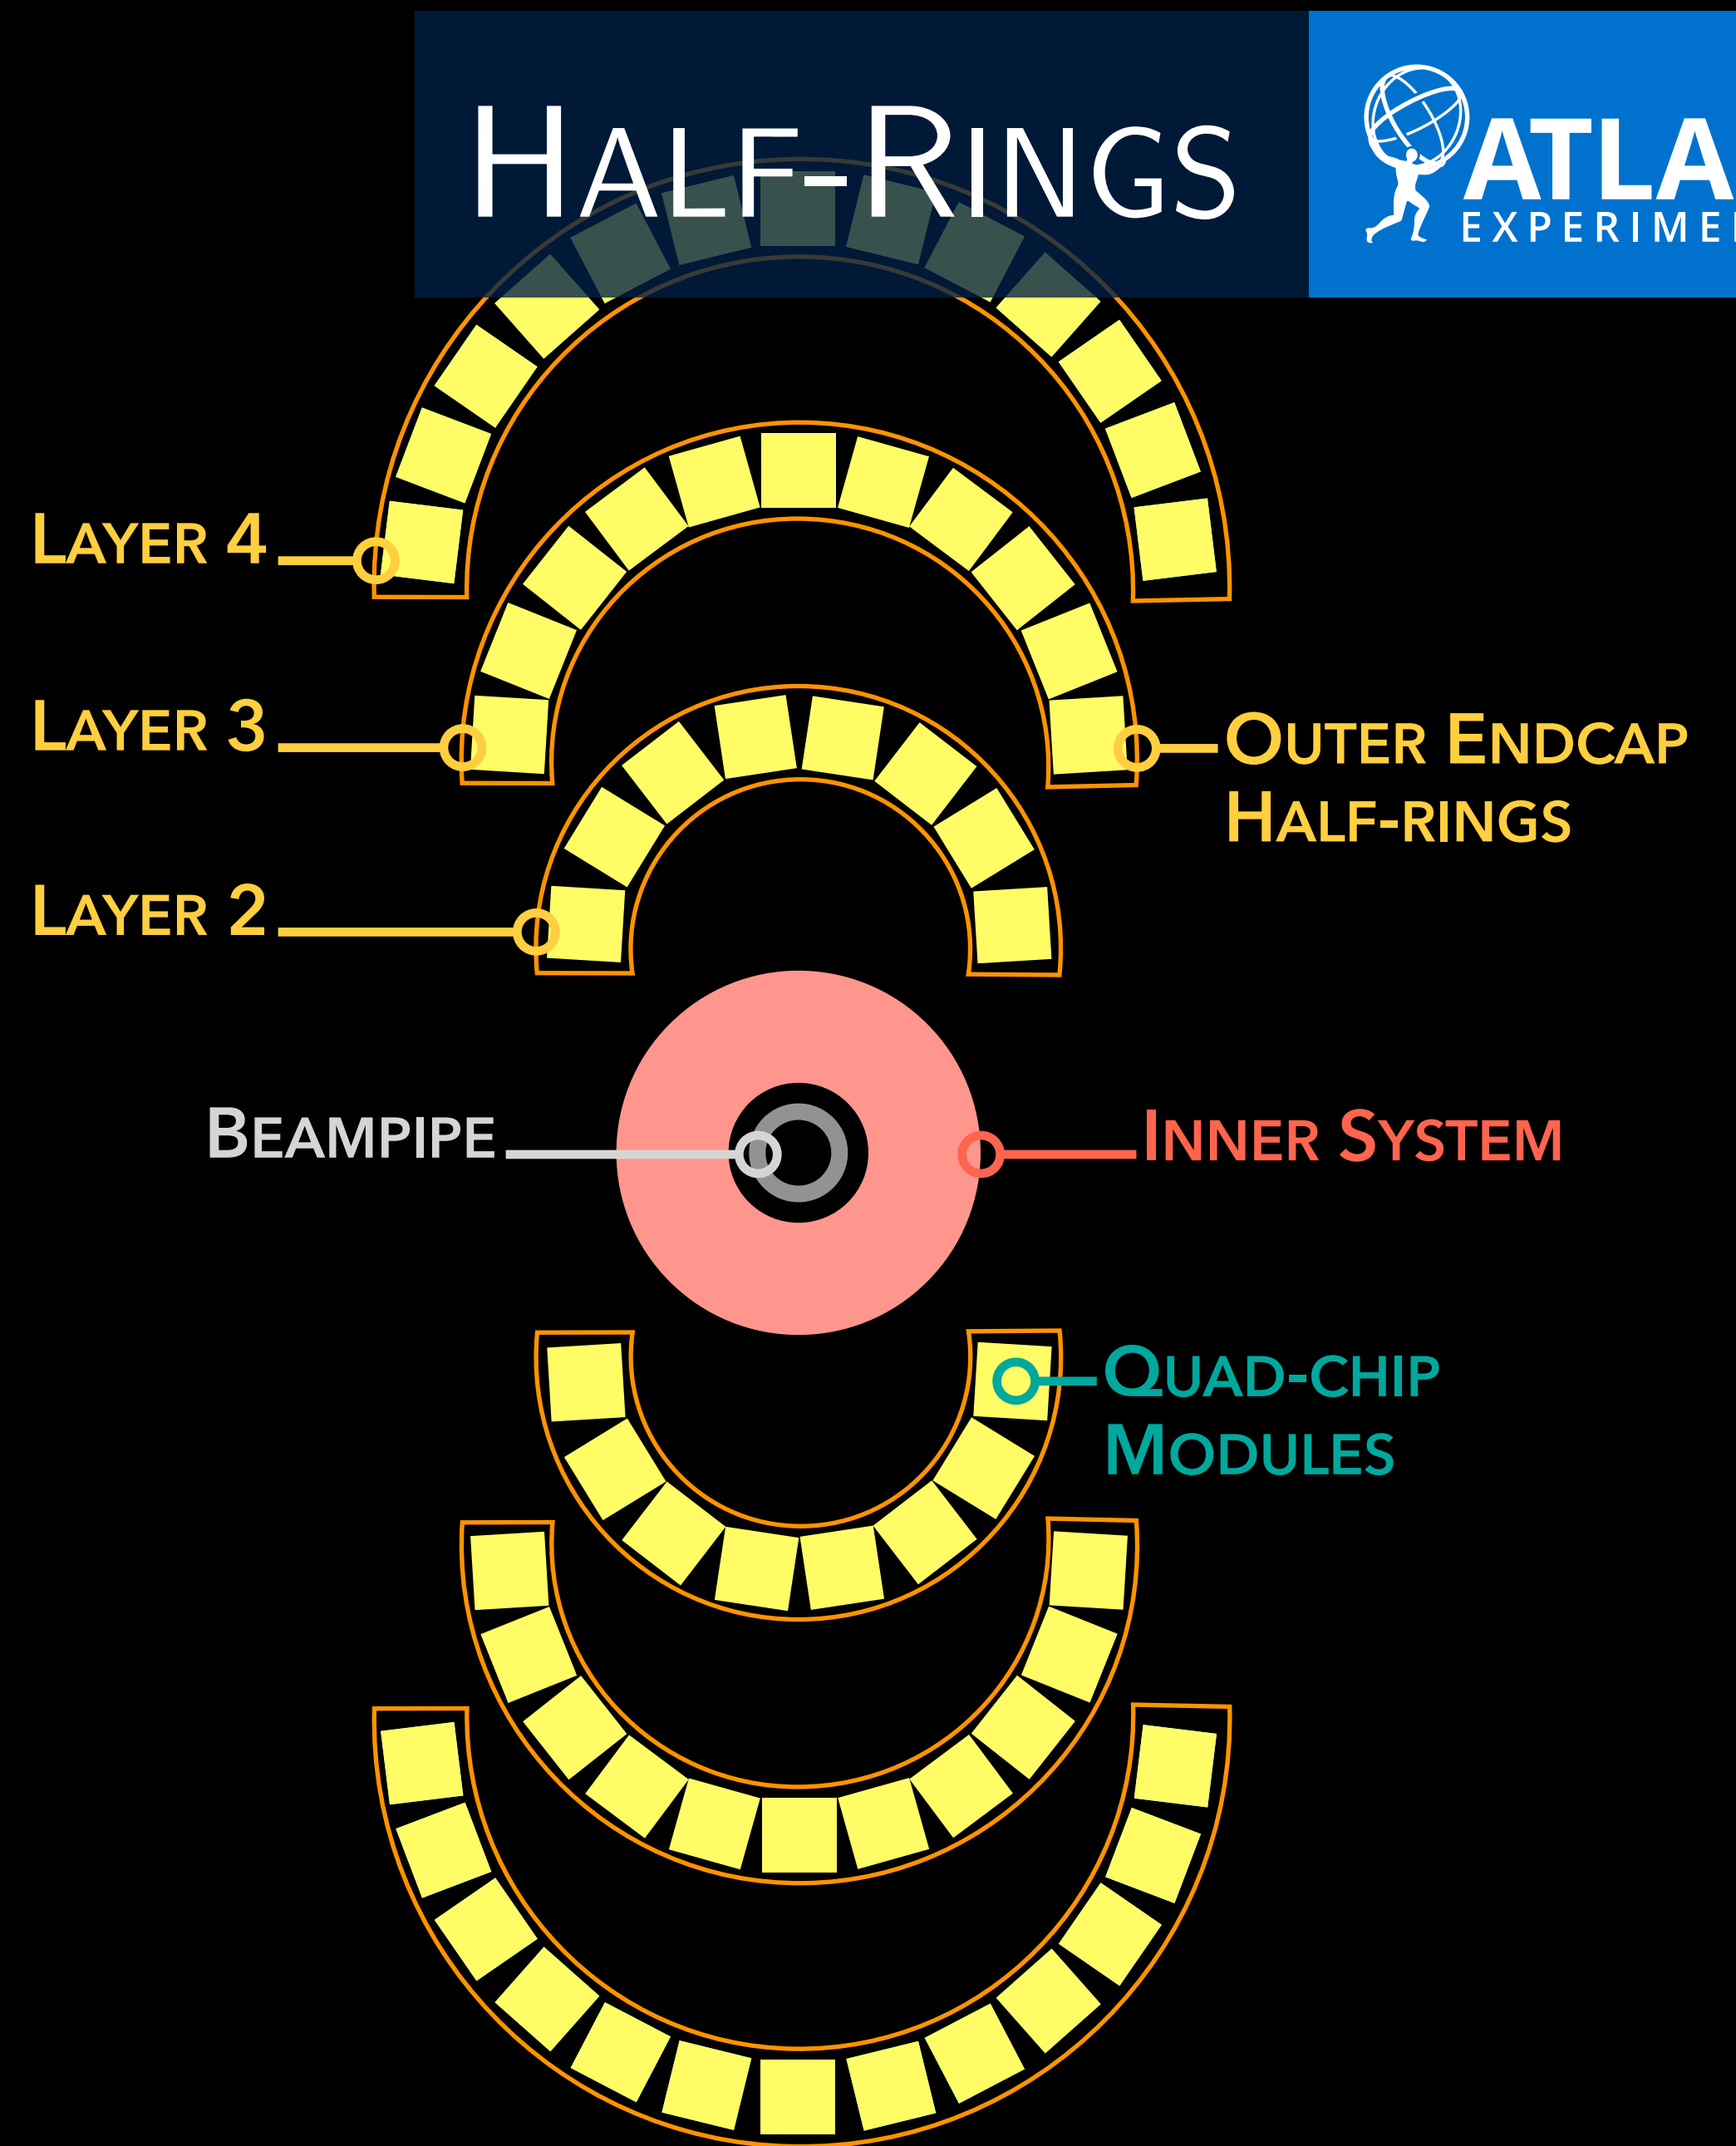 HALF-RINGS
ATLA
EXPERIME
LAYER 4
LAYER 3
OUTER ENDCAP
HALF-RINGS
LAYER 2
BEAMPIPE
INNER SYSTEM
QUAD-CHIP
MODULES